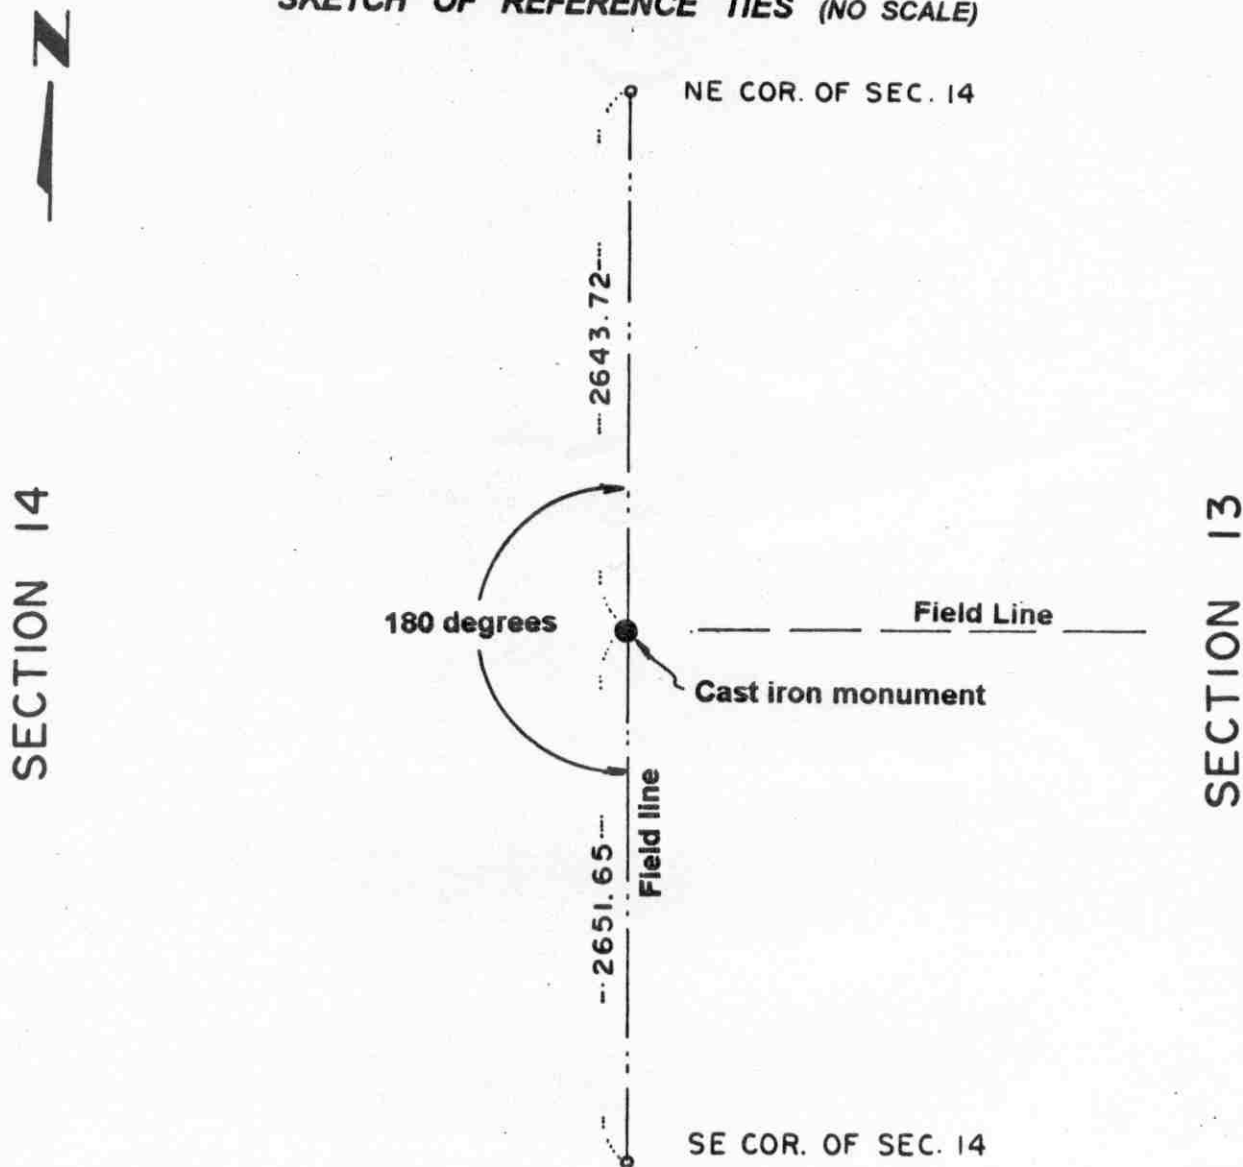 SKETCH OF REFERENCE TIES (NO SCALE)
N
NE COR. OF SEC. 14
2643.72
SECTION 14
180 degrees
Field Line
Cast iron monument
SECTION 13
Field line
2651.65
SE COR. OF SEC. 14